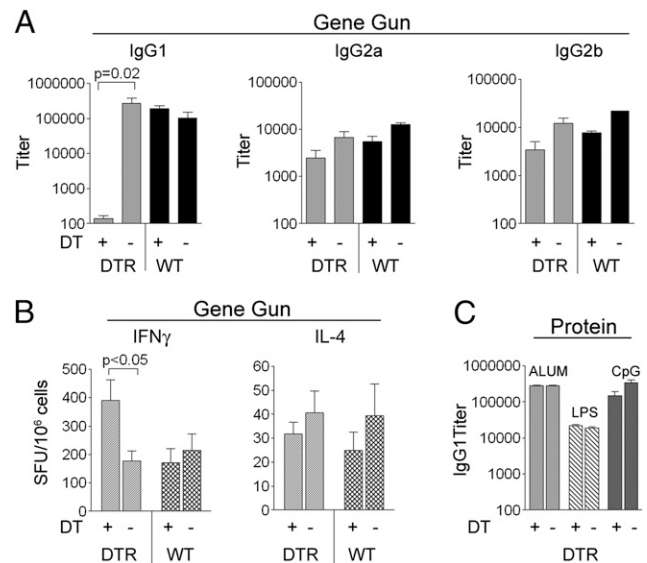 A
Gene Gun
IgG1
IgG2a
IgG2b
p=0.02
Titer
1000000
100000
10000
1000
100
Titer
100000
10000
1000
100
Titer
100000
10000
1000
100
DT + - + -
+ - + -
+ - + -
DTR WT
DTR WT
DTR WT
B
Gene Gun
IFNγ
IL-4
p<0.05
SFU/10⁶ cells
500
400
300
200
100
0
60
50
40
30
20
10
0
DT + - + -
+ - + -
DTR WT
DTR WT
C
Protein
ALUM
LPS
CpG
IgG1Titer
1000000
100000
10000
1000
100
DT + - + - + -
DTR